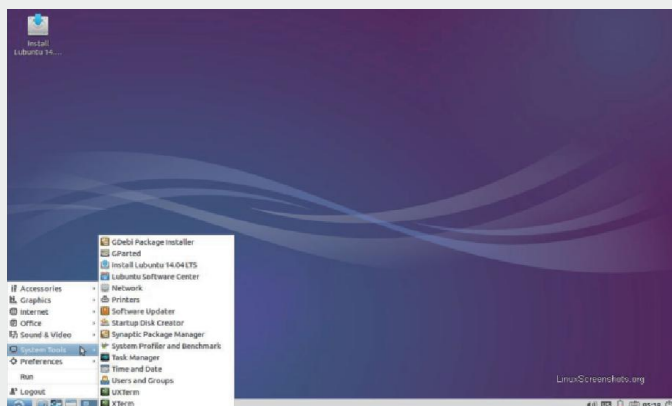 Install
Lubuntu 14....
GDebi Package Installer
GParted
Install Lubuntu 14.04 LTS
Lubuntu Software Center
Network
Printers
Software Updater
Startup Disk Creator
Synaptic Package Manager
System Profiler and Benchmark
Task Manager
Time and Date
Users and Groups
UXTerm
XTerm
Accessories
Graphics
Internet
Office
Sound & Video
System Tools
Preferences
Run
Logout
LinuxScreenshots.org